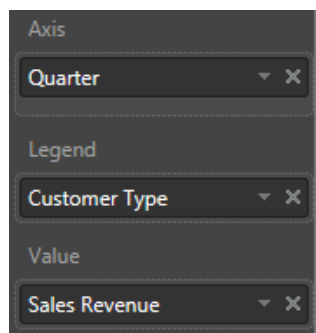 Axis
Quarter
Legend
Customer Type
Value
Sales Revenue